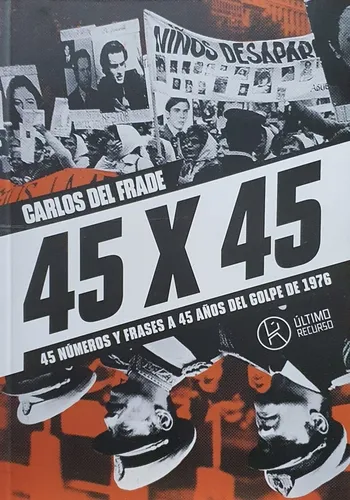 NIÑOS DESAPAR
CARLOS DEL FRADE
45 X 45
45 NÚMEROS Y FRASES A 45 AÑOS DEL GOLPE DE 1976
ÚLTIMO
RECURSO